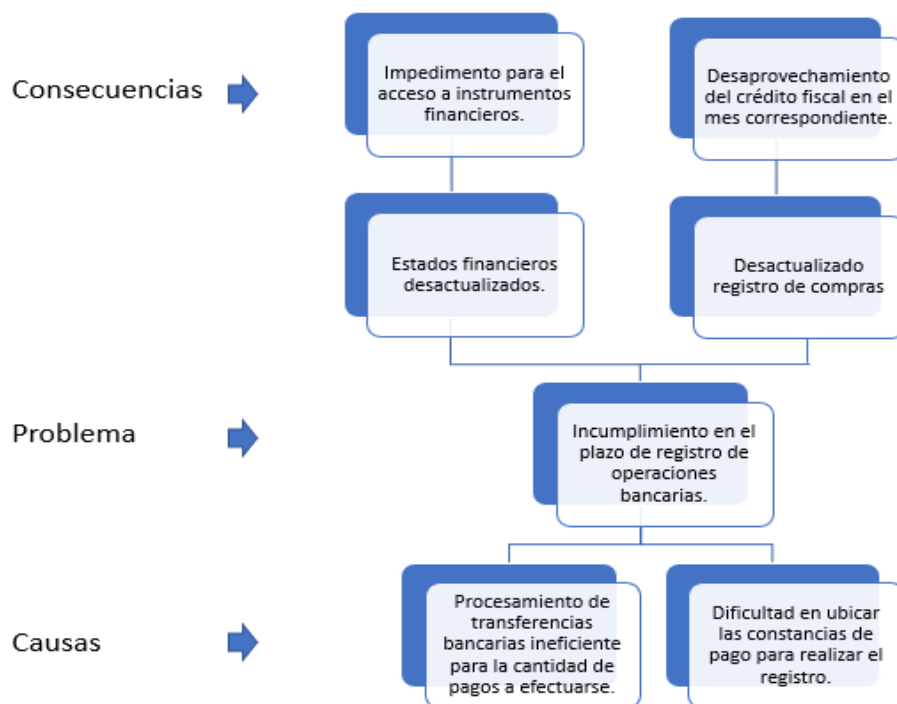 Consecuencias
Impedimento para el
acceso a instrumentos
financieros.
Desaprovechamiento
del crédito fiscal en el
mes correspondiente.
Estados financieros
desactualizados.
Desactualizado
registro de compras
Problema
Incumplimiento en el
plazo de registro de
operaciones
bancarias.
Causas
Procesamiento de
transferencias
bancarias ineficiente
para la cantidad de
pagos a efectuarse.
Dificultad en ubicar
las constancias de
pago para realizar el
registro.